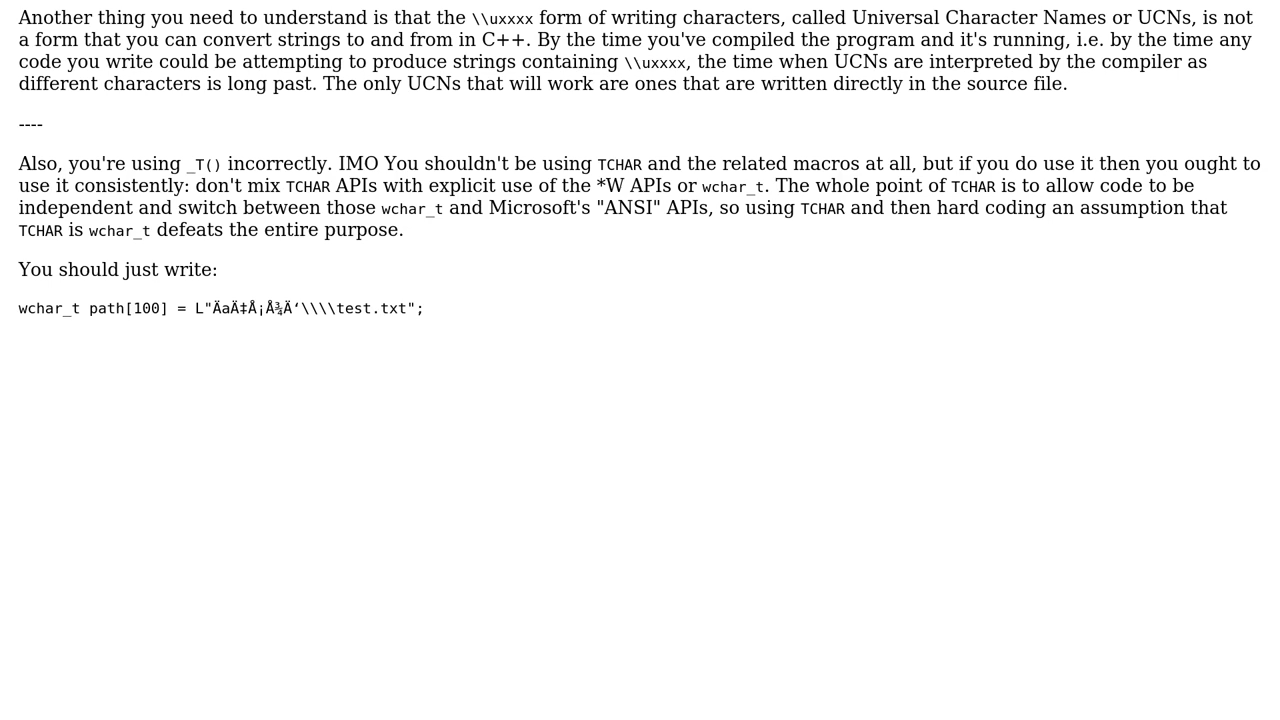 Another thing you need to understand is that the \\uxxxx form of writing characters, called Universal Character Names or UCNs, is not
a form that you can convert strings to and from in C++. By the time you've compiled the program and it's running, i.e. by the time any
code you write could be attempting to produce strings containing \\uxxxx, the time when UCNs are interpreted by the compiler as
different characters is long past. The only UCNs that will work are ones that are written directly in the source file.
----
Also, you're using _T() incorrectly. IMO You shouldn't be using TCHAR and the related macros at all, but if you do use it then you ought to
use it consistently: don't mix TCHAR APIs with explicit use of the *W APIs or wchar_t. The whole point of TCHAR is to allow code to be
independent and switch between those wchar_t and Microsoft's "ANSI" APIs, so using TCHAR and then hard coding an assumption that
TCHAR is wchar_t defeats the entire purpose.
You should just write:
wchar_t path[100] = L"ÄaÄ‡Å¡Å¾Ä‘\\\\test.txt";